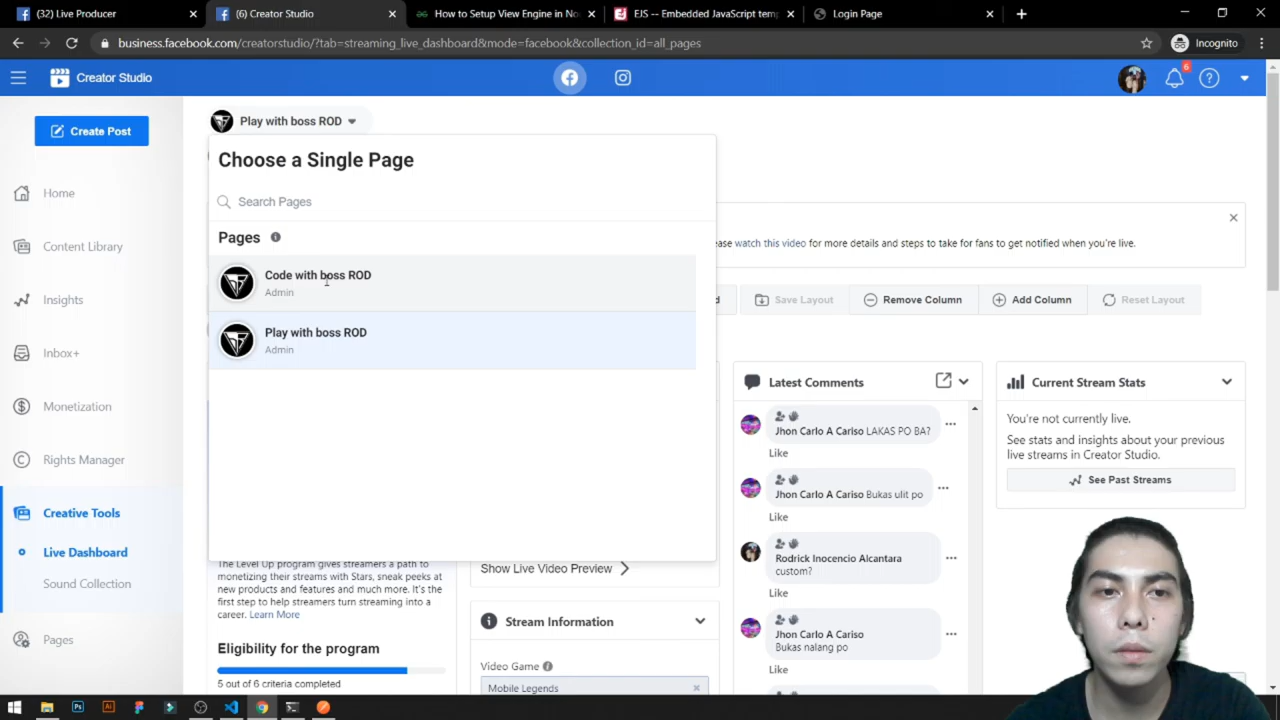 (32) Live Producer
(6) Creator Studio
How to Setup View Engine in No
EJS -- Embedded JavaScript temp
Login Page
business.facebook.com/creatorstudio/?tab=streaming_live_dashboard&mode=facebook&collection_id=all_pages
Incognito
Creator Studio
6
Create Post
Home
Content Library
Insights
Inbox+
Monetization
Rights Manager
Creative Tools
Live Dashboard
Sound Collection
Pages
Play with boss ROD
Choose a Single Page
Search Pages
Pages
Code with boss ROD
Admin
Play with boss ROD
Admin
ease watch this video for more details and steps to take for fans to get notified when you're live.
d
Save Layout
Remove Column
Add Column
Reset Layout
The Level Up program gives streamers a path to
monetizing their streams with Stars, sneak peeks at
new products and features and much more. It's the
first step to help streamers turn streaming into a
career. Learn More
Eligibility for the program
5 out of 6 criteria completed
Show Live Video Preview
Stream Information
Video Game
Mobile Legends
Latest Comments
Jhon Carlo A Cariso LAKAS PO BA?
Like
Jhon Carlo A Cariso Bukas ulit po
Like
Rodrick Inocencio Alcantara
custom?
Like
Jhon Carlo A Cariso
Bukas nalang po
Like
Current Stream Stats
You're not currently live.
See stats and insights about your previous
live streams in Creator Studio.
See Past Streams